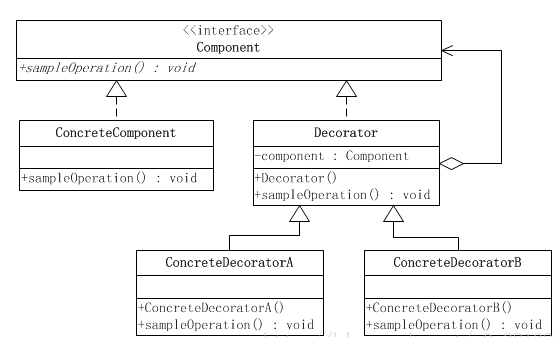 <<interface>>
Component
+sampleOperation() : void
ConcreteComponent
+sampleOperation() : void
Decorator
-component : Component
+Decorator()
+sampleOperation() : void
ConcreteDecoratorA
+ConcreteDecoratorA()
+sampleOperation() : void
ConcreteDecoratorB
+ConcreteDecoratorB()
+sampleOperation() : void